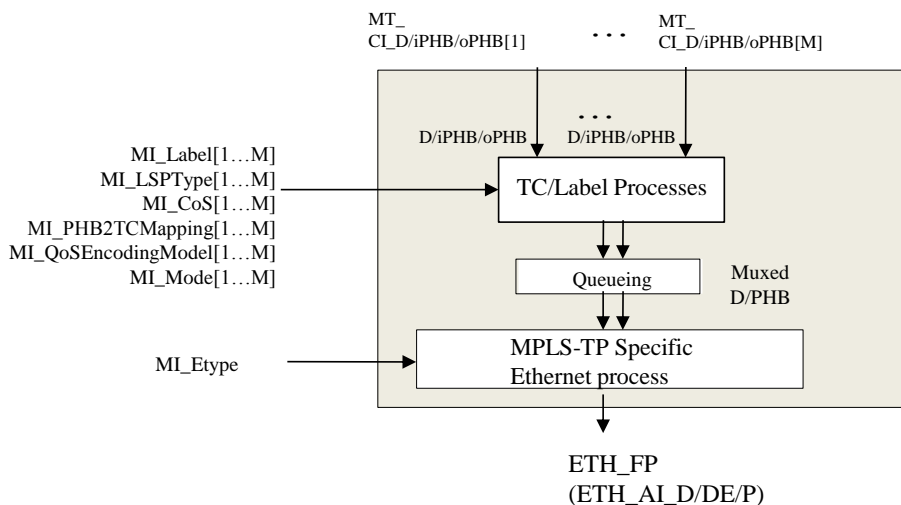 MT_
CI_D/iPHB/oPHB[1]
• • •
MT_
CI_D/iPHB/oPHB[M]
• • •
D/iPHB/oPHB
D/iPHB/oPHB
MI_Label[1…M]
MI_LSPType[1…M]
MI_CoS[1…M]
MI_PHB2TCMapping[1…M]
MI_QoSEncodingModel[1…M]
MI_Mode[1…M]
TC/Label Processes
Queueing
Muxed
D/PHB
MI_Etype
MPLS-TP Specific
Ethernet process
ETH_FP
(ETH_AI_D/DE/P)